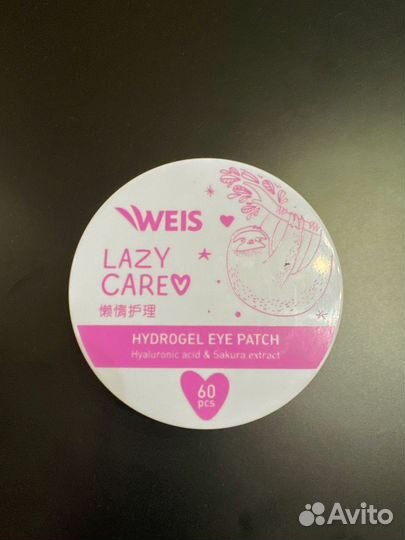 WEIS
LAZY
CARE
懒惰护理
HYDROGEL EYE PATCH
Hyaluronic acid & Sakura extract
60
pcs
Avito